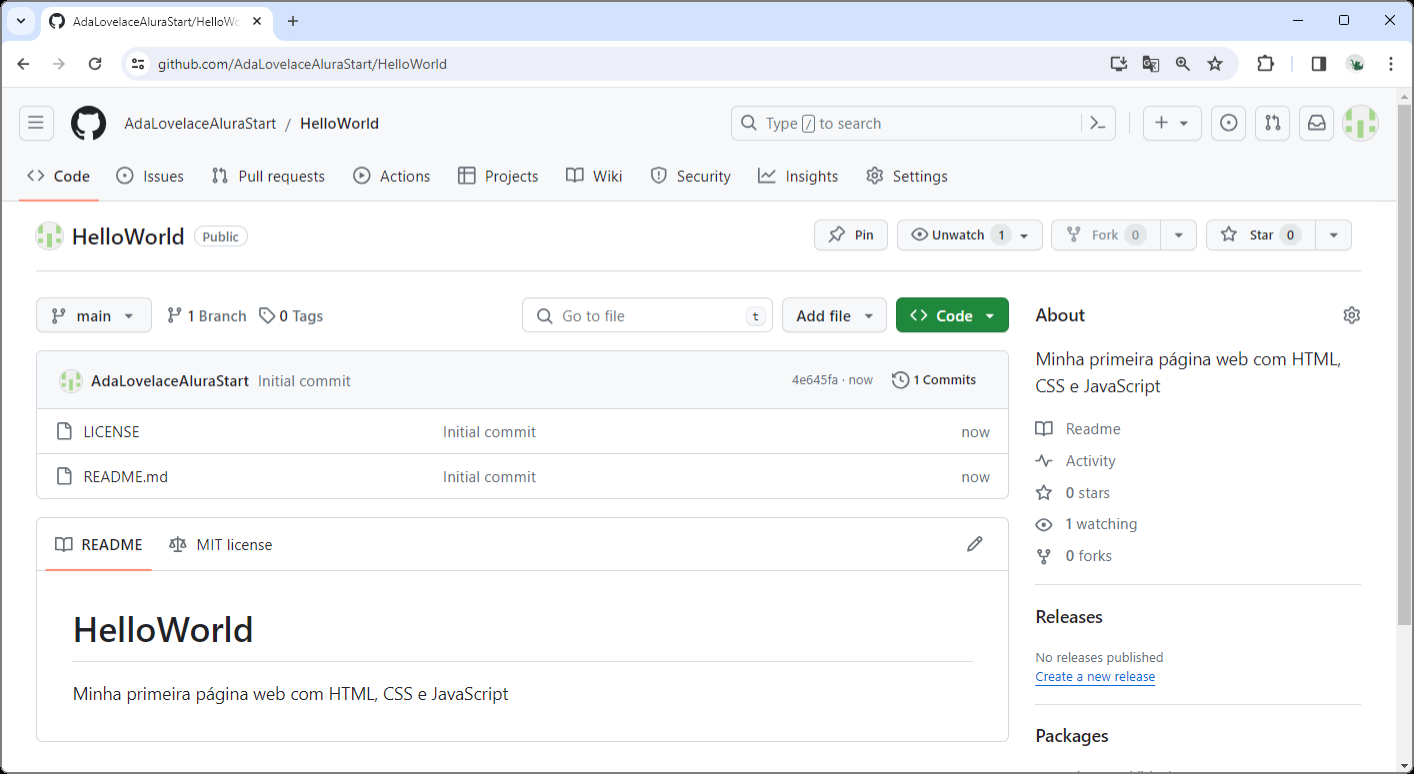 AdaLovelaceAluraStart/HelloWo
github.com/AdaLovelaceAluraStart/HelloWorld
AdaLovelaceAluraStart / HelloWorld
Type / to search
Code Issues Pull requests Actions Projects Wiki Security Insights Settings
HelloWorld Public
Pin Unwatch 1 Fork 0 Star 0
main 1 Branch 0 Tags
Go to file t Add file Code
AdaLovelaceAluraStart Initial commit 4e645fa · now 1 Commits
LICENSE Initial commit now
README.md Initial commit now
README MIT license
HelloWorld
Minha primeira página web com HTML, CSS e JavaScript
About
Minha primeira página web com HTML,
CSS e JavaScript
Readme
Activity
0 stars
1 watching
0 forks
Releases
No releases published
Create a new release
Packages